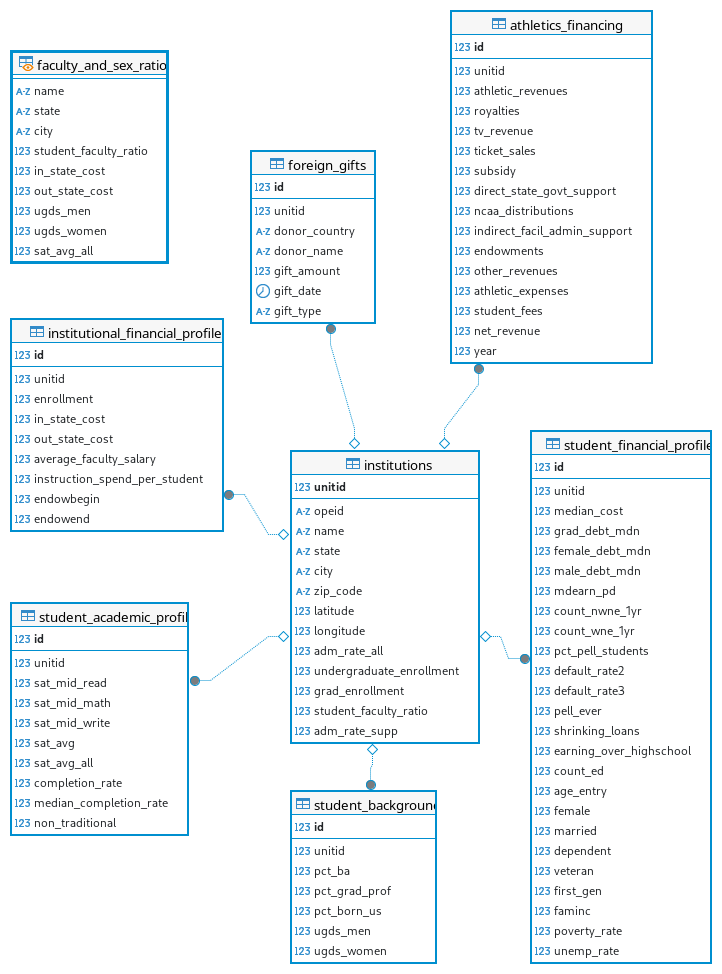 faculty_and_sex_ratio
A-Z name
A-Z state
A-Z city
123 student_faculty_ratio
123 in_state_cost
123 out_state_cost
123 ugds_men
123 ugds_women
123 sat_avg_all
foreign_gifts
123 id
123 unitid
A-Z donor_country
A-Z donor_name
123 gift_amount
gift_date
A-Z gift_type
athletics_financing
123 id
123 unitid
123 athletic_revenues
123 royalties
123 tv_revenue
123 ticket_sales
123 subsidy
123 direct_state_govt_support
123 ncaa_distributions
123 indirect_facil_admin_support
123 endowments
123 other_revenues
123 athletic_expenses
123 student_fees
123 net_revenue
123 year
institutional_financial_profile
123 id
123 unitid
123 enrollment
123 in_state_cost
123 out_state_cost
123 average_faculty_salary
123 instruction_spend_per_student
123 endowbegin
123 endowend
institutions
123 unitid
123 opeid
A-Z name
A-Z state
A-Z city
A-Z zip_code
123 latitude
123 longitude
123 adm_rate_all
123 undergraduate_enrollment
123 grad_enrollment
123 student_faculty_ratio
123 adm_rate_supp
student_financial_profile
123 id
123 unitid
123 median_cost
123 grad_debt_mdn
123 female_debt_mdn
123 male_debt_mdn
123 mdearn_pd
123 count_nwne_1yr
123 count_wne_1yr
123 pct_pell_students
123 default_rate2
123 default_rate3
123 pell_ever
123 shrinking_loans
123 earning_over_highschool
123 count_ed
123 age_entry
123 female
123 married
123 dependent
123 veteran
123 first_gen
123 faminc
123 poverty_rate
123 unemp_rate
student_academic_profil
123 id
123 unitid
123 sat_mid_read
123 sat_mid_math
123 sat_mid_write
123 sat_avg
123 sat_avg_all
123 completion_rate
123 median_completion_rate
123 non_traditional
student_background
123 id
123 unitid
123 pct_ba
123 pct_grad_prof
123 pct_born_us
123 ugds_men
123 ugds_women